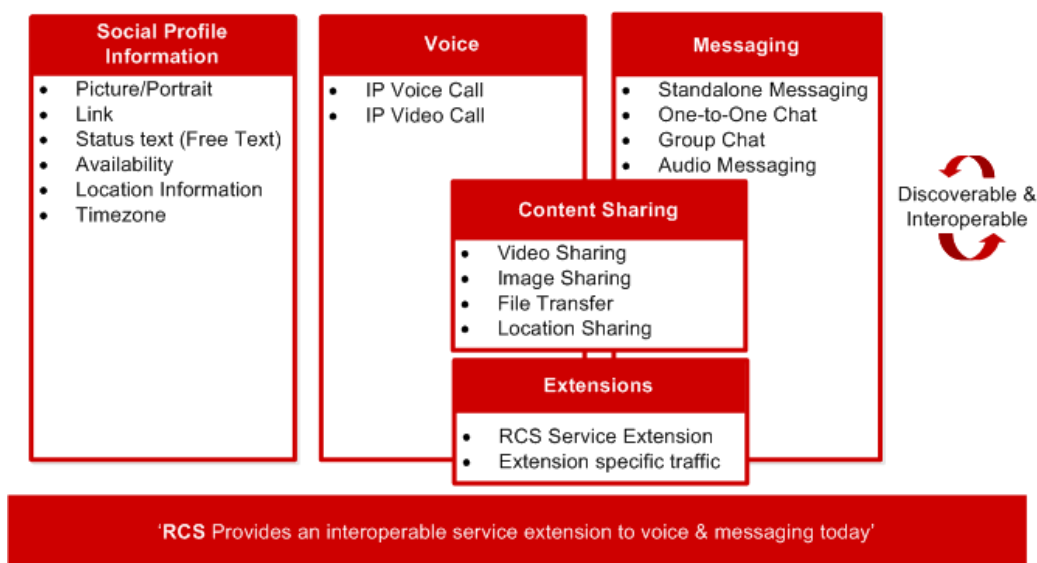 Social Profile
Information
• Picture/Portrait
• Link
• Status text (Free Text)
• Availability
• Location Information
• Timezone
Voice
• IP Voice Call
• IP Video Call
Messaging
• Standalone Messaging
• One-to-One Chat
• Group Chat
• Audio Messaging
Content Sharing
• Video Sharing
• Image Sharing
• File Transfer
• Location Sharing
Extensions
• RCS Service Extension
• Extension specific traffic
Discoverable &
Interoperable
‘RCS Provides an interoperable service extension to voice & messaging today’